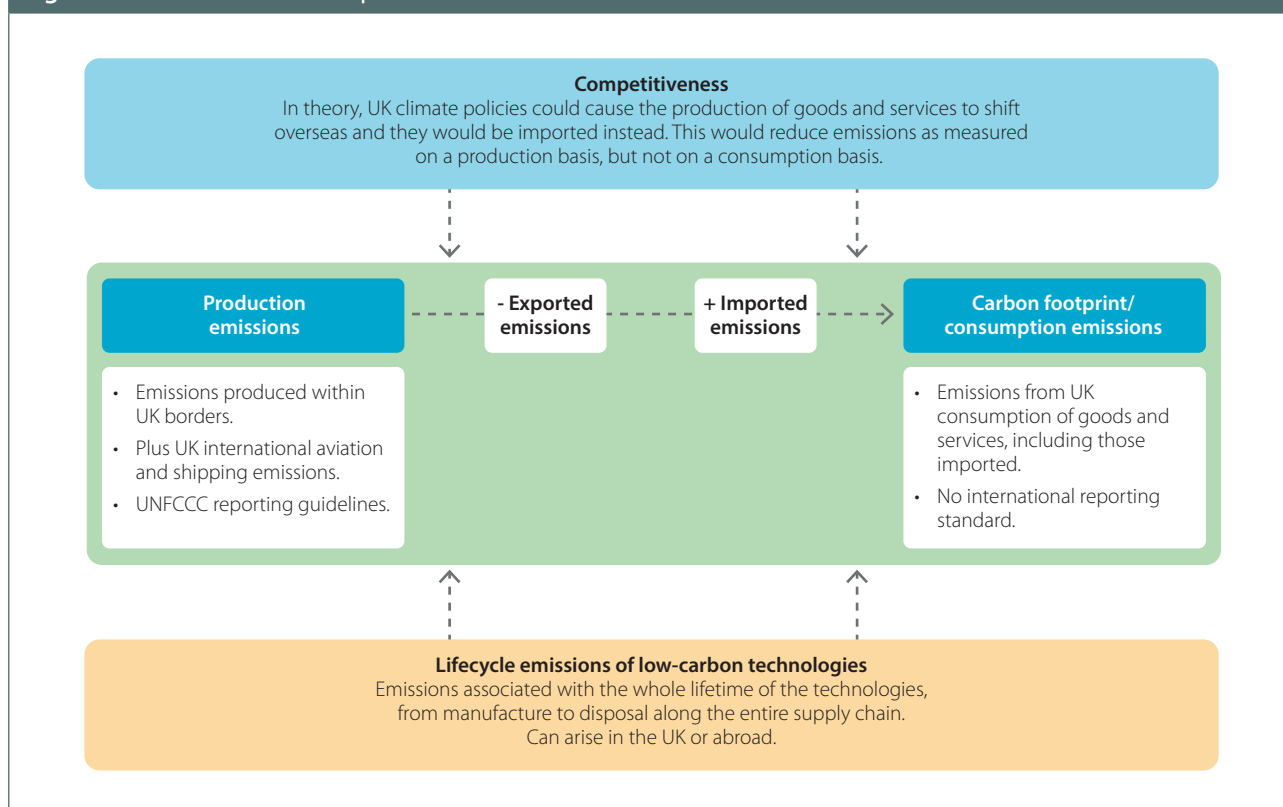 Competitiveness
In theory, UK climate policies could cause the production of goods and services to shift
overseas and they would be imported instead. This would reduce emissions as measured
on a production basis, but not on a consumption basis.
Production
emissions
- Exported
emissions
+ Imported
emissions
Carbon footprint/
consumption emissions
• Emissions produced within
UK borders.
• Plus UK international aviation
and shipping emissions.
• UNFCCC reporting guidelines.
• Emissions from UK
consumption of goods and
services, including those
imported.
• No international reporting
standard.
Lifecycle emissions of low-carbon technologies
Emissions associated with the whole lifetime of the technologies,
from manufacture to disposal along the entire supply chain.
Can arise in the UK or abroad.